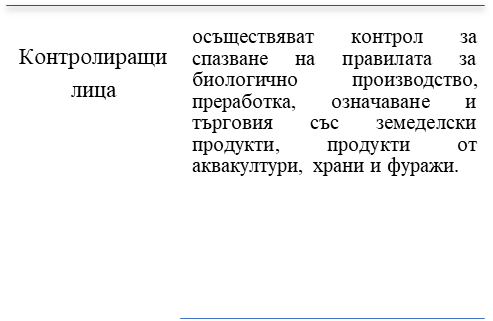 Контролиращи
лица
осъществяват контрол за
спазване на правилата за
биологично производство,
преработка, означаване и
търговия със земеделски
продукти, продукти от
аквакултури, храни и фуражи.